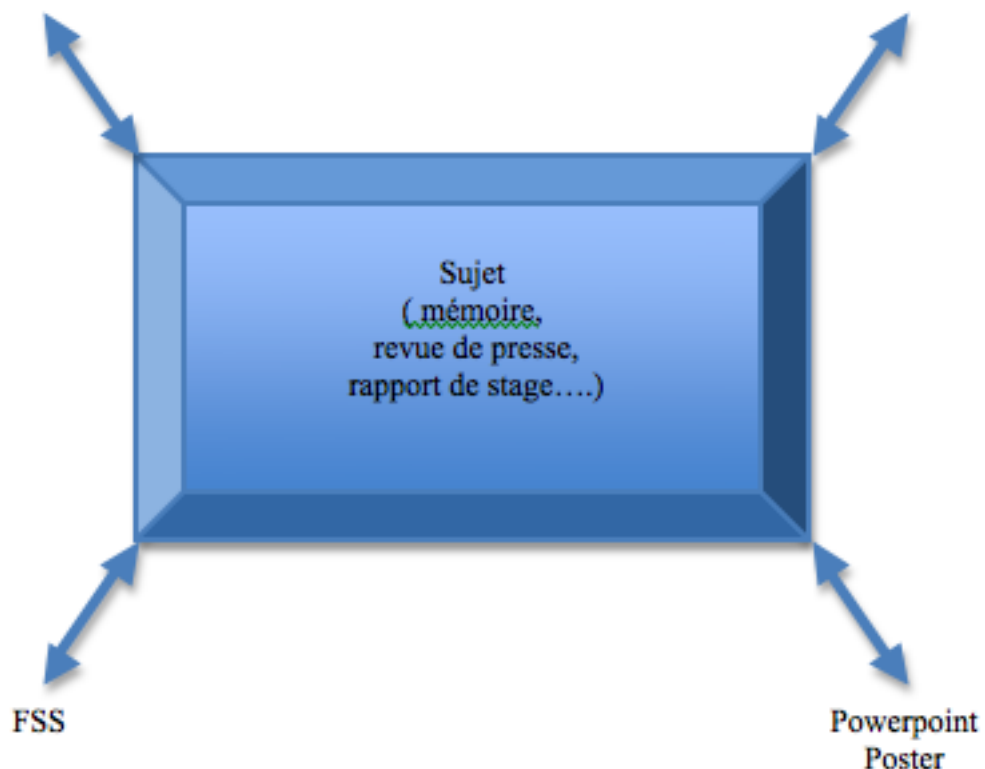 Sujet
( mémoire,
revue de presse,
rapport de stage….)
FSS
Powerpoint
Poster